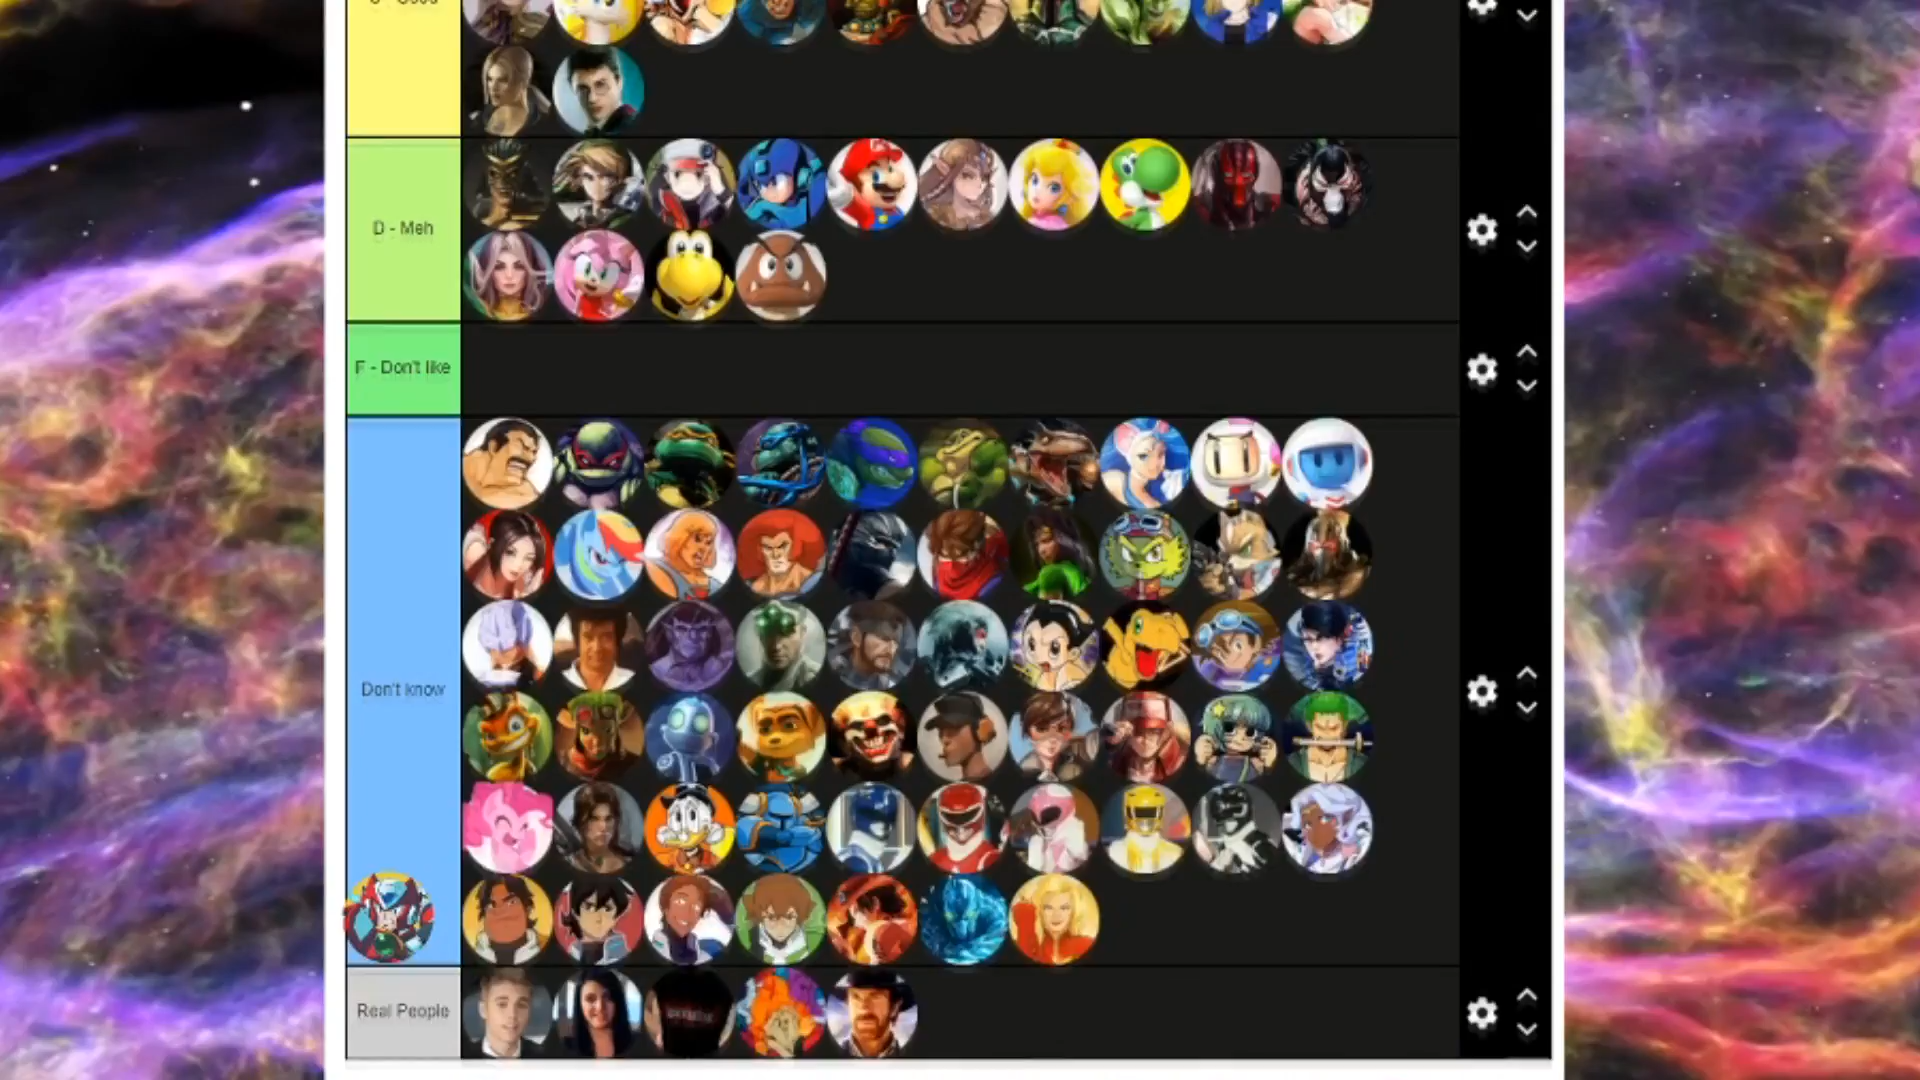 D - Meh
F - Don't like
Don't know
Real People